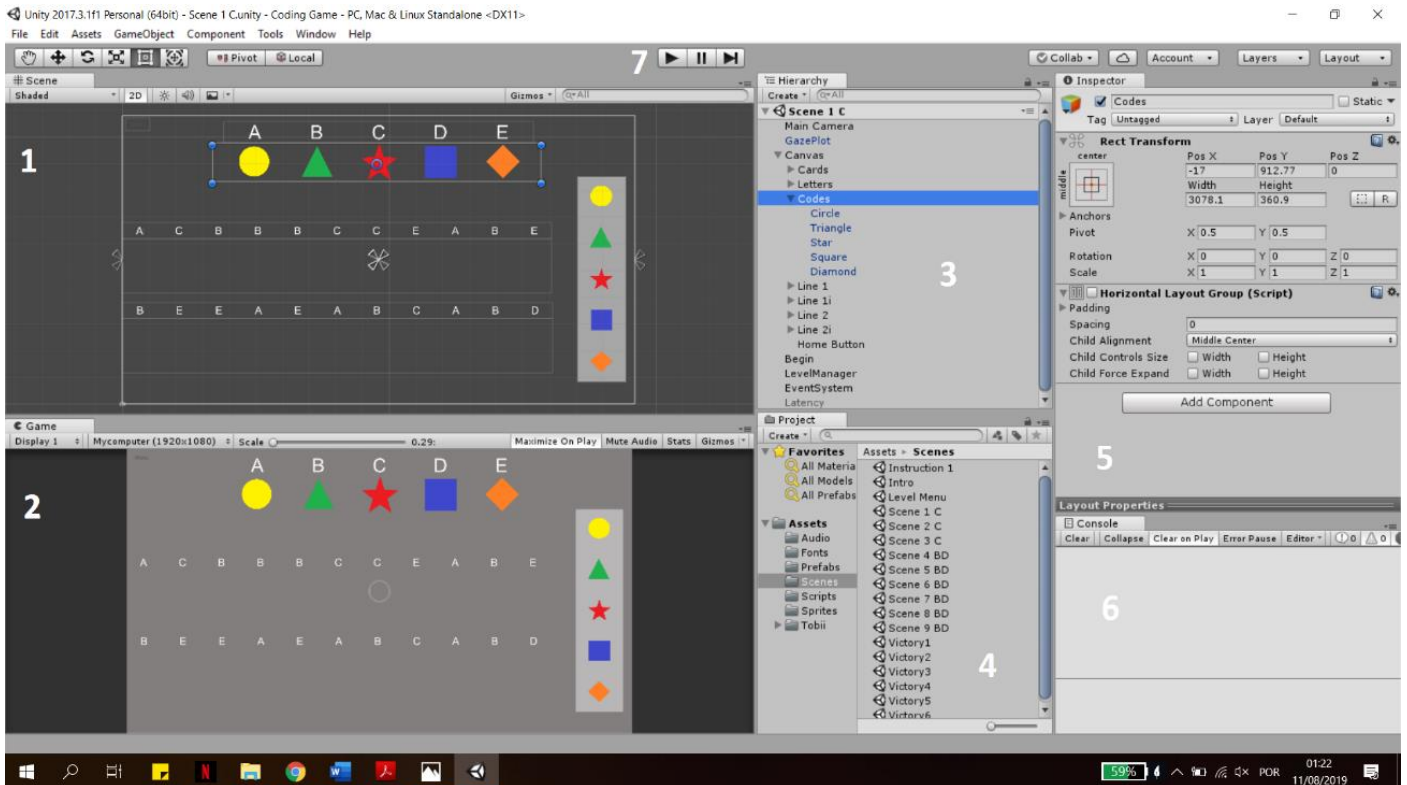 Unity 2017.3.1f1 Personal (64bit) - Scene 1 C.unity - Coding Game - PC, Mac & Linux Standalone <DX11>
File Edit Assets GameObject Component Tools Window Help
Pivot Local
7
Collab Account Layers Layout
Scene
Shaded 2D Gizmos All
1
A B C D E
A C B B B C C E A B E
B E E A E A B C A B D
Game
Display 1 Mycomputer (1920x1080) Scale 0.29: Maximize On Play Mute Audio Stats Gizmos
2
A B C D E
A C B B B C C E A B E
B E E A E A B C A B D
Hierarchy
Create All
Scene 1 C
Main Camera
GazePlot
Canvas
Cards
Letters
Codes
Circle
Triangle
Star
Square
Diamond
Line 1
Line 1i
Line 2
Line 2i
Home Button
Begin
LevelManager
EventSystem
Latency
3
Project
Create
Favorites
All Materia
All Models
All Prefabs
Assets
Audio
Fonts
Prefabs
Scenes
Scripts
Sprites
Tobii
Assets Scenes
Instruction 1
Intro
Level Menu
Scene 1 C
Scene 2 C
Scene 3 C
Scene 4 BD
Scene 5 BD
Scene 6 BD
Scene 7 BD
Scene 8 BD
Scene 9 BD
Victory1
Victory2
Victory3
Victory4
Victory5
Victory6
4
Inspector
Codes Static
Tag Untagged Layer Default
Rect Transform
center Pos X Pos Y Pos Z
middle -17 912.77 0
Width Height
3078.1 360.9 R
Anchors
Pivot X 0.5 Y 0.5
Rotation X 0 Y 0 Z 0
Scale X 1 Y 1 Z 1
Horizontal Layout Group (Script)
Padding
Spacing 0
Child Alignment Middle Center
Child Controls Size Width Height
Child Force Expand Width Height
Add Component
5
Layout Properties
Console
Clear Collapse Clear on Play Error Pause Editor 0 0
6
59% POR 01:22
11/08/2019